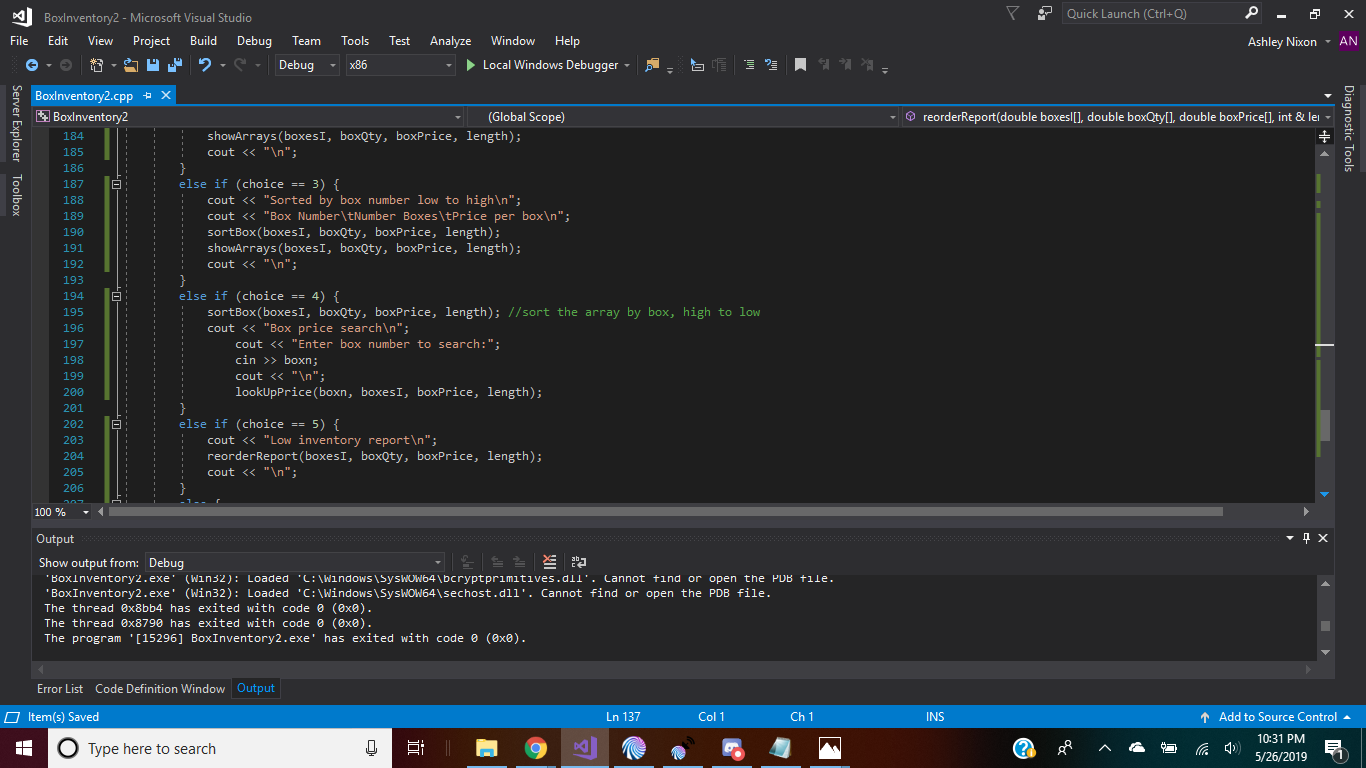 BoxInventory2 - Microsoft Visual Studio
Quick Launch (Ctrl+Q)
File Edit View Project Build Debug Team Tools Test Analyze Window Help
Ashley Nixon AN
Debug x86 Local Windows Debugger
Server Explorer
Toolbox
Diagnostic Tools
BoxInventory2.cpp
BoxInventory2 (Global Scope) reorderReport(double boxesI[], double boxQty[], double boxPrice[], int & le
184 showArrays(boxesI, boxQty, boxPrice, length);
185 cout << "\n";
186 }
187 else if (choice == 3) {
188 cout << "Sorted by box number low to high\n";
189 cout << "Box Number\tNumber Boxes\tPrice per box\n";
190 sortBox(boxesI, boxQty, boxPrice, length);
191 showArrays(boxesI, boxQty, boxPrice, length);
192 cout << "\n";
193 }
194 else if (choice == 4) {
195 sortBox(boxesI, boxQty, boxPrice, length); //sort the array by box, high to low
196 cout << "Box price search\n";
197 cout << "Enter box number to search:";
198 cin >> boxn;
199 cout << "\n";
200 lookUpPrice(boxn, boxesI, boxPrice, length);
201 }
202 else if (choice == 5) {
203 cout << "Low inventory report\n";
204 reorderReport(boxesI, boxQty, boxPrice, length);
205 cout << "\n";
206 }
207 else {
100 %
Output
Show output from: Debug
'BoxInventory2.exe' (Win32): Loaded 'C:\Windows\SysWOW64\bcryptprimitives.dll'. Cannot find or open the PDB file.
'BoxInventory2.exe' (Win32): Loaded 'C:\Windows\SysWOW64\sechost.dll'. Cannot find or open the PDB file.
The thread 0x8bb4 has exited with code 0 (0x0).
The thread 0x8790 has exited with code 0 (0x0).
The program '[15296] BoxInventory2.exe' has exited with code 0 (0x0).
Error List Code Definition Window Output
Item(s) Saved Ln 137 Col 1 Ch 1 INS Add to Source Control
Type here to search
10:31 PM
5/26/2019
1